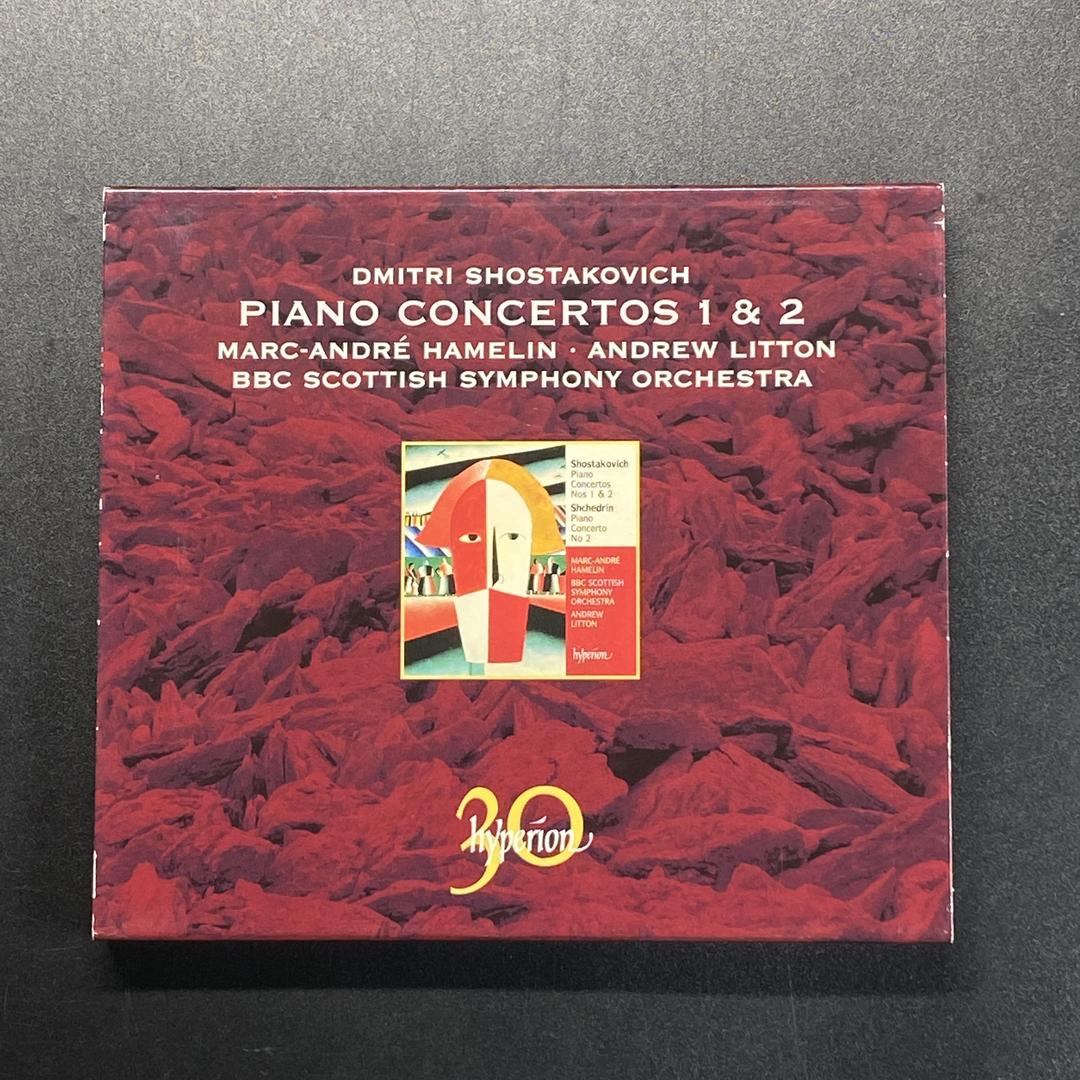 DMITRI SHOSTAKOVICH
PIANO CONCERTOS 1 & 2
MARC-ANDRÉ HAMELIN · ANDREW LITTON
BBC SCOTTISH SYMPHONY ORCHESTRA
Shostakovich
Piano
Concertos
Nos 1 & 2
Shchedrin
Piano
Concerto
No 2
MARC-ANDRÉ
HAMELIN
BBC SCOTTISH
SYMPHONY
ORCHESTRA
ANDREW
LITTON
hyperion
30
hyperion